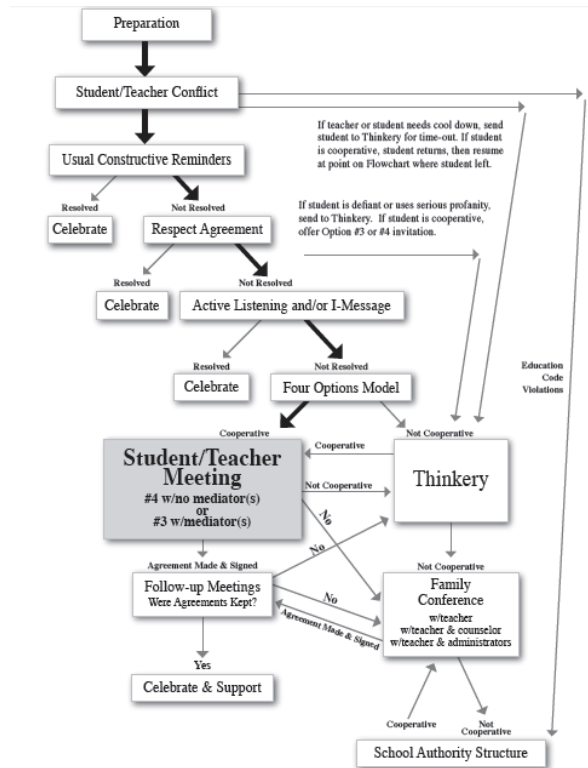 Preparation
Student/Teacher Conflict
If teacher or student needs cool down, send
student to Thinkery for time-out. If student
is cooperative, student returns, then resume
at point on Flowchart where student left.
Usual Constructive Reminders
Resolved
Not Resolved
If student is defiant or uses serious profanity,
send to Thinkery. If student is cooperative,
offer Option #3 or #4 invitation.
Celebrate
Respect Agreement
Resolved
Not Resolved
Celebrate
Active Listening and/or I-Message
Resolved
Not Resolved
Education
Code
Violations
Celebrate
Four Options Model
Cooperative
Not Cooperative
Student/Teacher
Meeting
#4 w/no mediator(s)
or
#3 w/mediator(s)
Cooperative
Not Cooperative
Thinkery
No
No
Agreement Made & Signed
Not Cooperative
Follow-up Meetings
Were Agreements Kept?
No
Agreement Made & Signed
Family
Conference
w/teacher
w/teacher & counselor
w/teacher & administrators
Yes
Celebrate & Support
Cooperative
Not
Cooperative
School Authority Structure